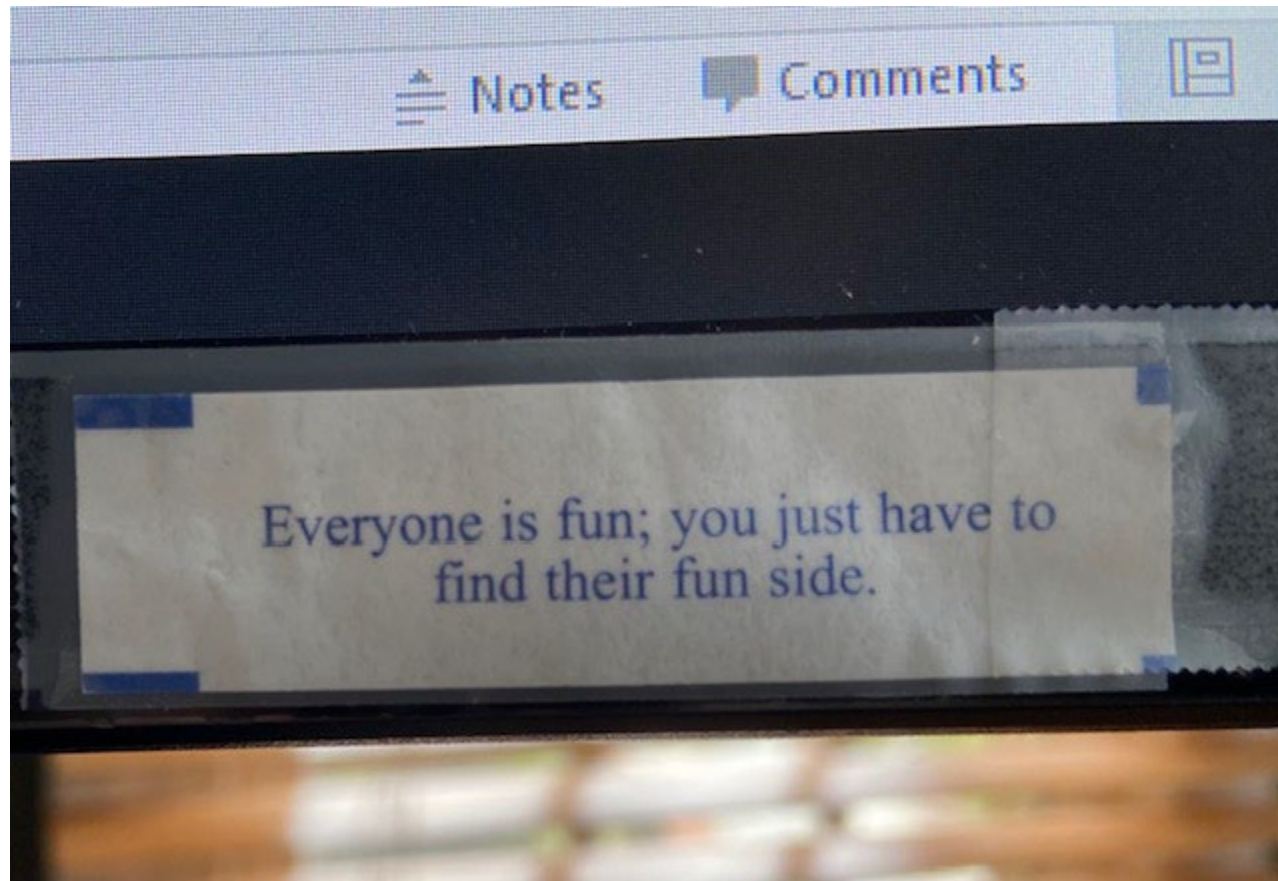 Notes Comments
Everyone is fun; you just have to
find their fun side.